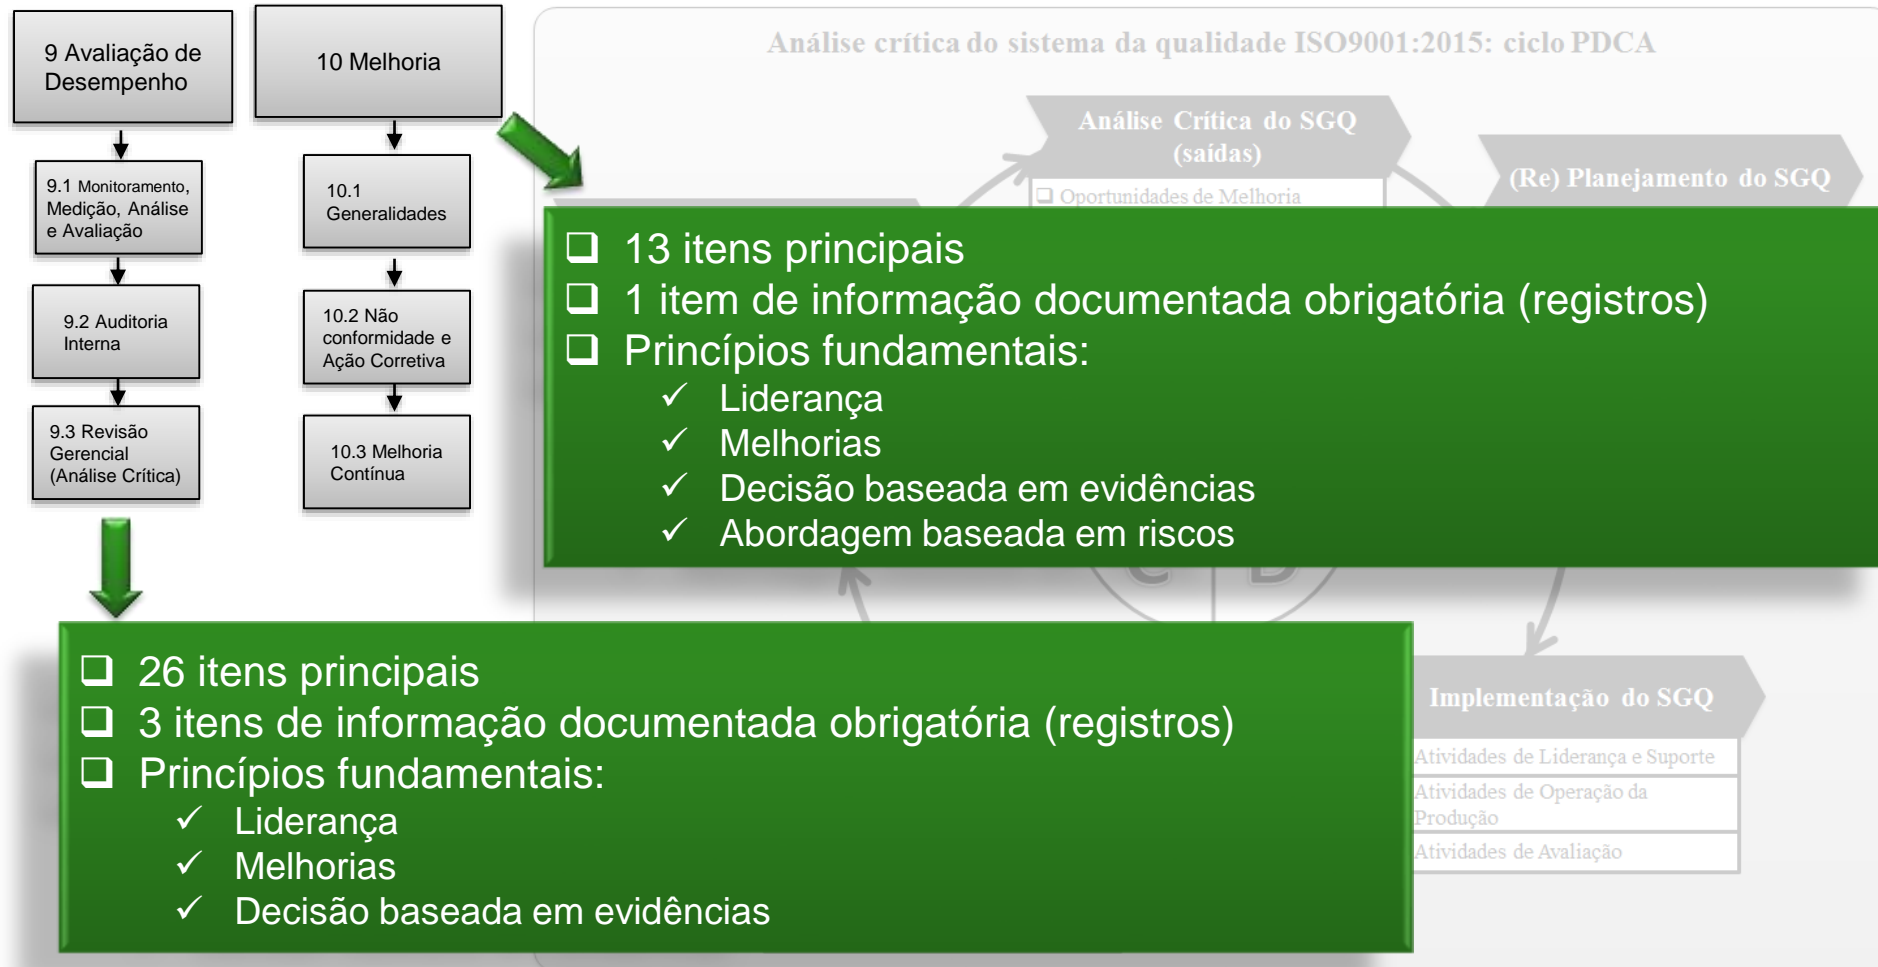 9 Avaliação de
Desempenho
9.1 Monitoramento,
Medição, Análise
e Avaliação
9.2 Auditoria
Interna
9.3 Revisão
Gerencial
(Análise Crítica)
10 Melhoria
10.1
Generalidades
10.2 Não
conformidade e
Ação Corretiva
10.3 Melhoria
Contínua
Análise crítica do sistema da qualidade ISO9001:2015: ciclo PDCA
Análise Crítica do SGQ
(saídas)
❑ Oportunidades de Melhoria
(Re) Planejamento do SGQ
❑ 13 itens principais
❑ 1 item de informação documentada obrigatória (registros)
❑ Princípios fundamentais:
✓ Liderança
✓ Melhorias
✓ Decisão baseada em evidências
✓ Abordagem baseada em riscos
C D
❑ 26 itens principais
❑ 3 itens de informação documentada obrigatória (registros)
❑ Princípios fundamentais:
✓ Liderança
✓ Melhorias
✓ Decisão baseada em evidências
Implementação do SGQ
Atividades de Liderança e Suporte
Atividades de Operação da
Produção
Atividades de Avaliação